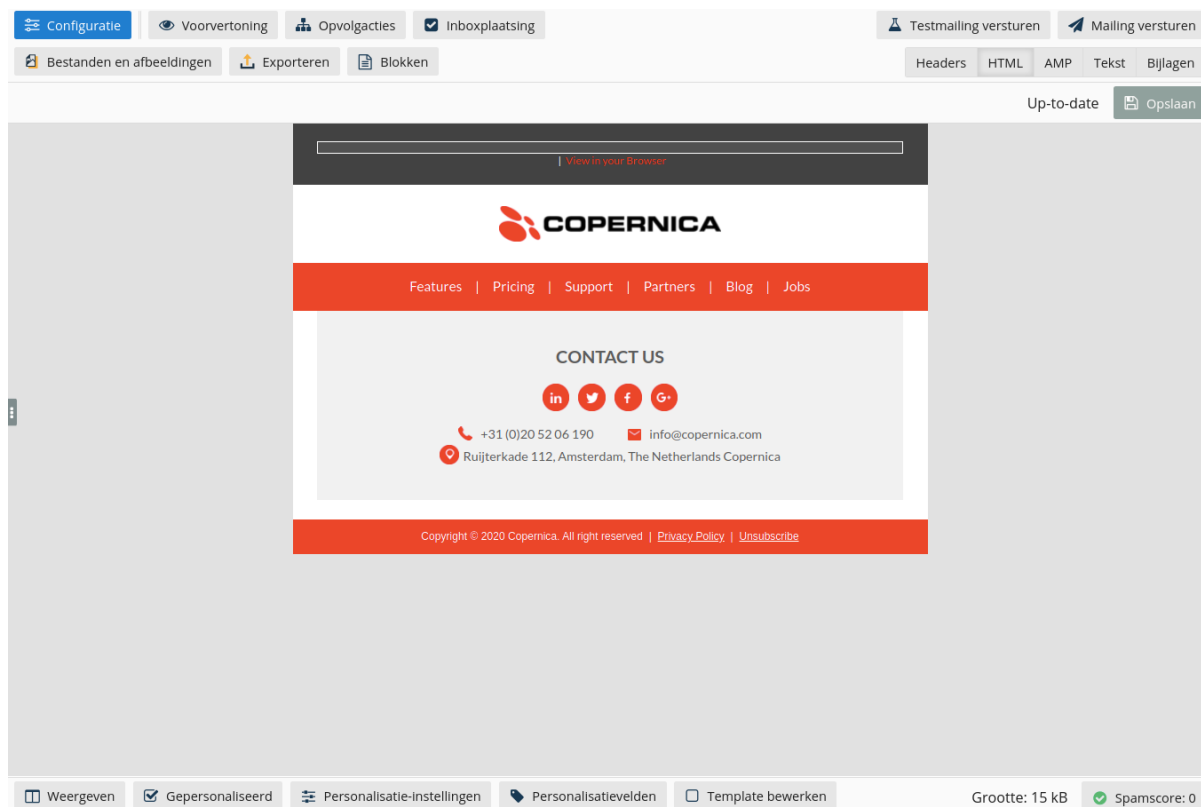 Configuratie Voorvertoning Opvolgacties Inboxplaatsing Testmailing versturen Mailing versturen
Bestanden en afbeeldingen Exporteren Blokken Headers HTML AMP Tekst Bijlagen
Up-to-date Opslaan
| View in your Browser
COPERNICA
Features | Pricing | Support | Partners | Blog | Jobs
CONTACT US
+31 (0)20 52 06 190 info@copernica.com
Ruijterkade 112, Amsterdam, The Netherlands Copernica
Copyright © 2020 Copernica. All right reserved | Privacy Policy | Unsubscribe
Weergeven Gepersonaliseerd Personalisatie-instellingen Personalisatievelden Template bewerken Grootte: 15 kB Spamscore: 0